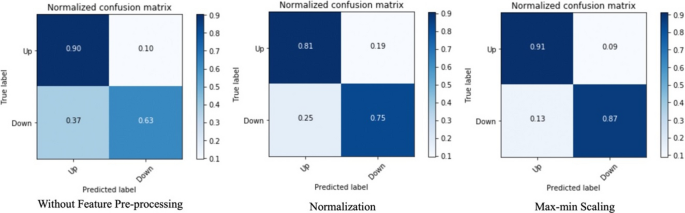 Normalized confusion matrix
Up
0.90
0.10
Down
0.37
0.63
True label
Up
Down
Predicted label
0.9
0.8
0.7
0.6
0.5
0.4
0.3
0.2
0.1
Without Feature Pre-processing
Normalized confusion matrix
Up
0.81
0.19
Down
0.25
0.75
True label
Up
Down
Predicted label
0.9
0.8
0.7
0.6
0.5
0.4
0.3
0.2
0.1
Normalization
Normalized confusion matrix
Up
0.91
0.09
Down
0.13
0.87
True label
Up
Down
Predicted label
0.9
0.8
0.7
0.6
0.5
0.4
0.3
0.2
0.1
Max-min Scaling